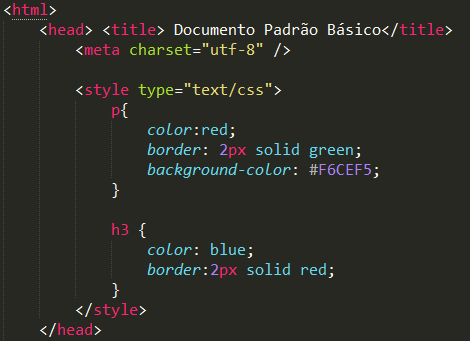 <html>
<head> <title> Documento Padrão Básico</title>
<meta charset="utf-8" />
<style type="text/css">
p{
color:red;
border: 2px solid green;
background-color: #F6CEF5;
}
h3 {
color: blue;
border:2px solid red;
}
</style>
</head>